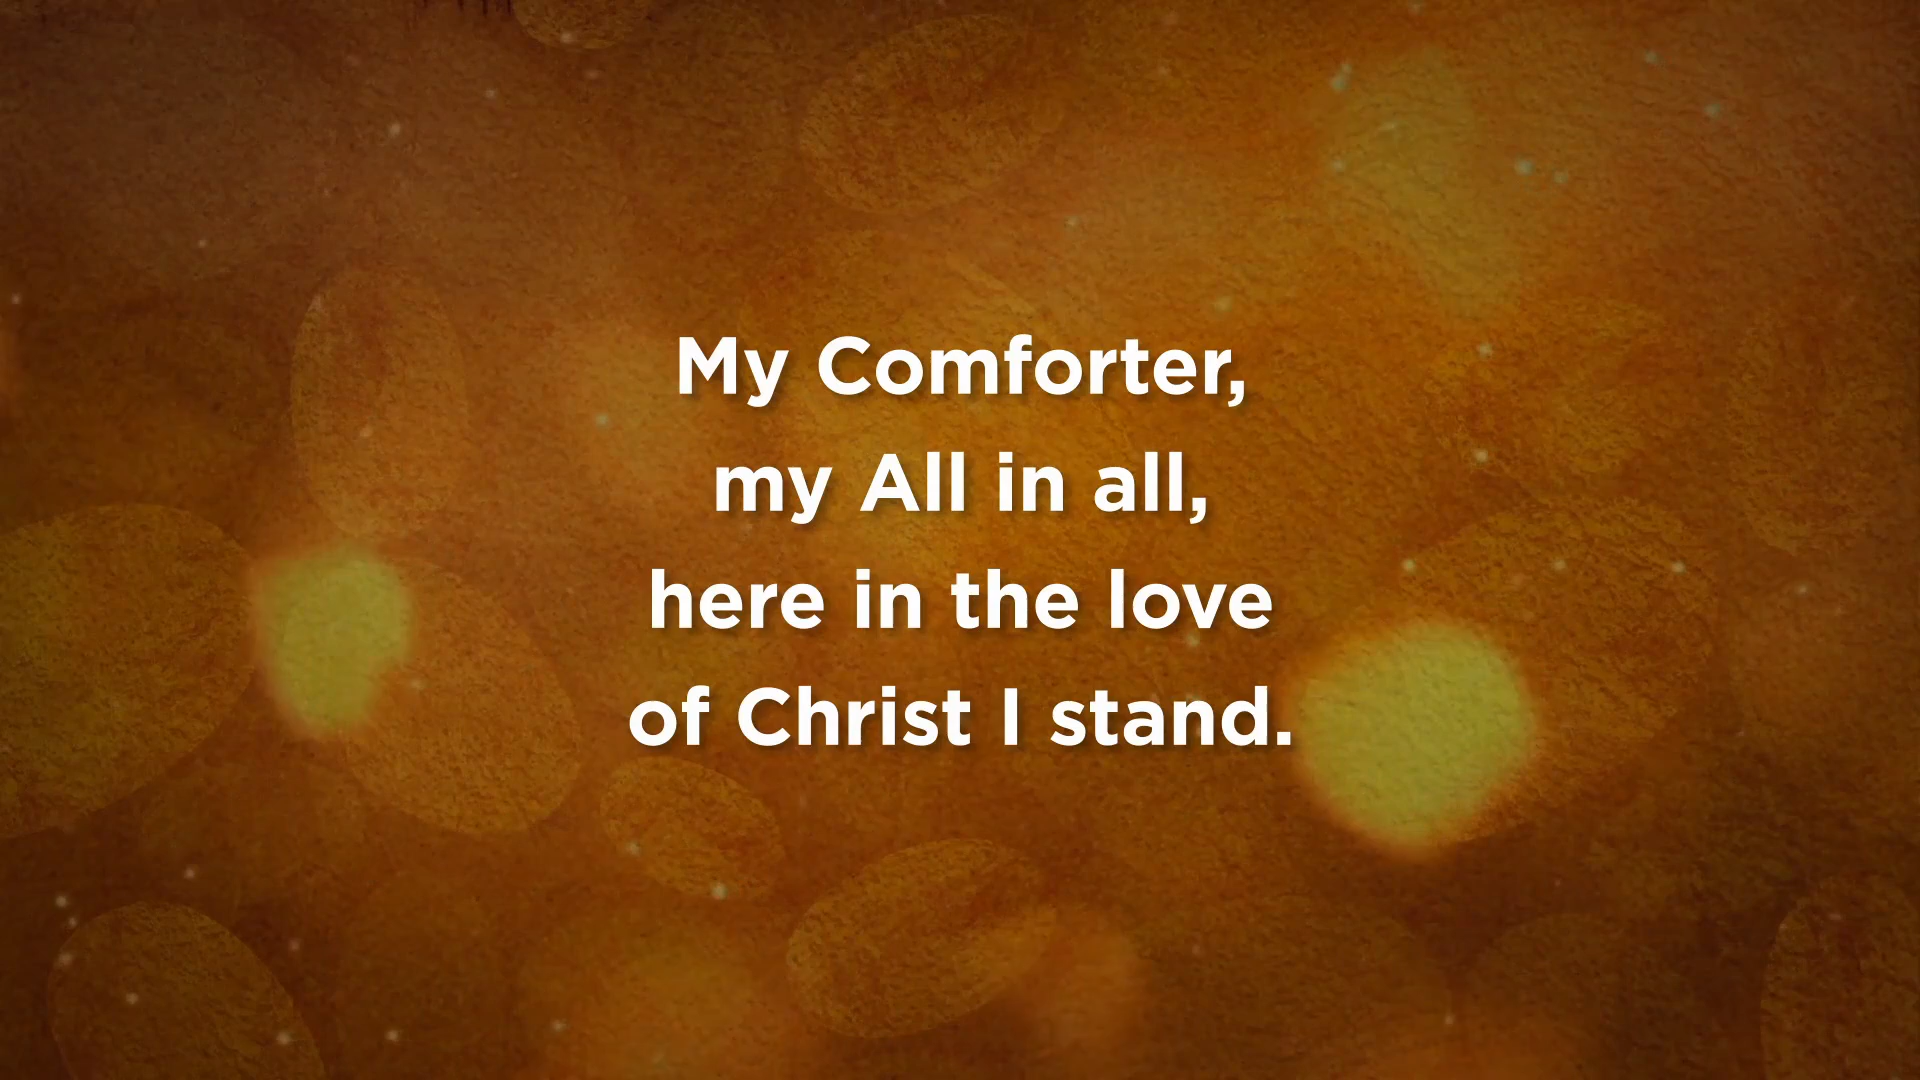 My Comforter,
my All in all,
here in the love
of Christ I stand.